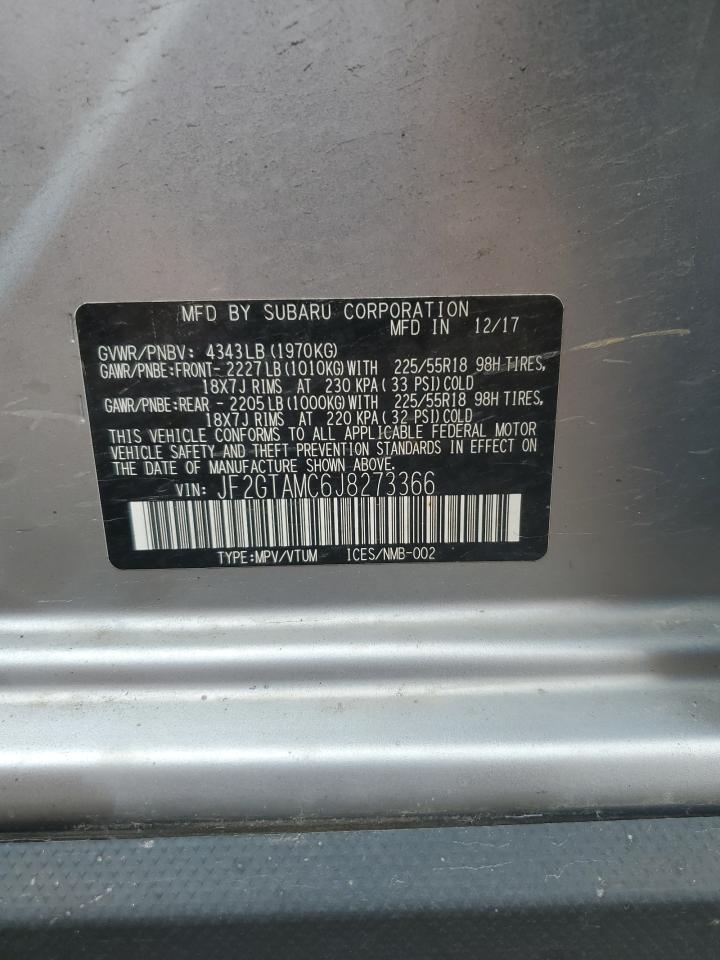 MFD BY SUBARU CORPORATION
MFD IN 12/17
GVWR/PNBV: 4343LB(1970KG)
GAWR/PNBE:FRONT- 2227LB(1010KG)WITH 225/55R18 98H TIRES,
18X7J RIMS AT 230 KPA(33 PSI)COLD
GAWR/PNBE:REAR - 2205LB(1000KG)WITH 225/55R18 98H TIRES,
18X7J RIMS AT 220 KPA(32 PSI)COLD
THIS VEHICLE CONFORMS TO ALL APPLICABLE FEDERAL MOTOR
VEHICLE SAFETY AND THEFT PREVENTION STANDARDS IN EFFECT ON
THE DATE OF MANUFACTURE SHOWN ABOVE.
VIN: JF2GTAMC6J8273366
TYPE:MPV/VTUM ICES/NMB-002